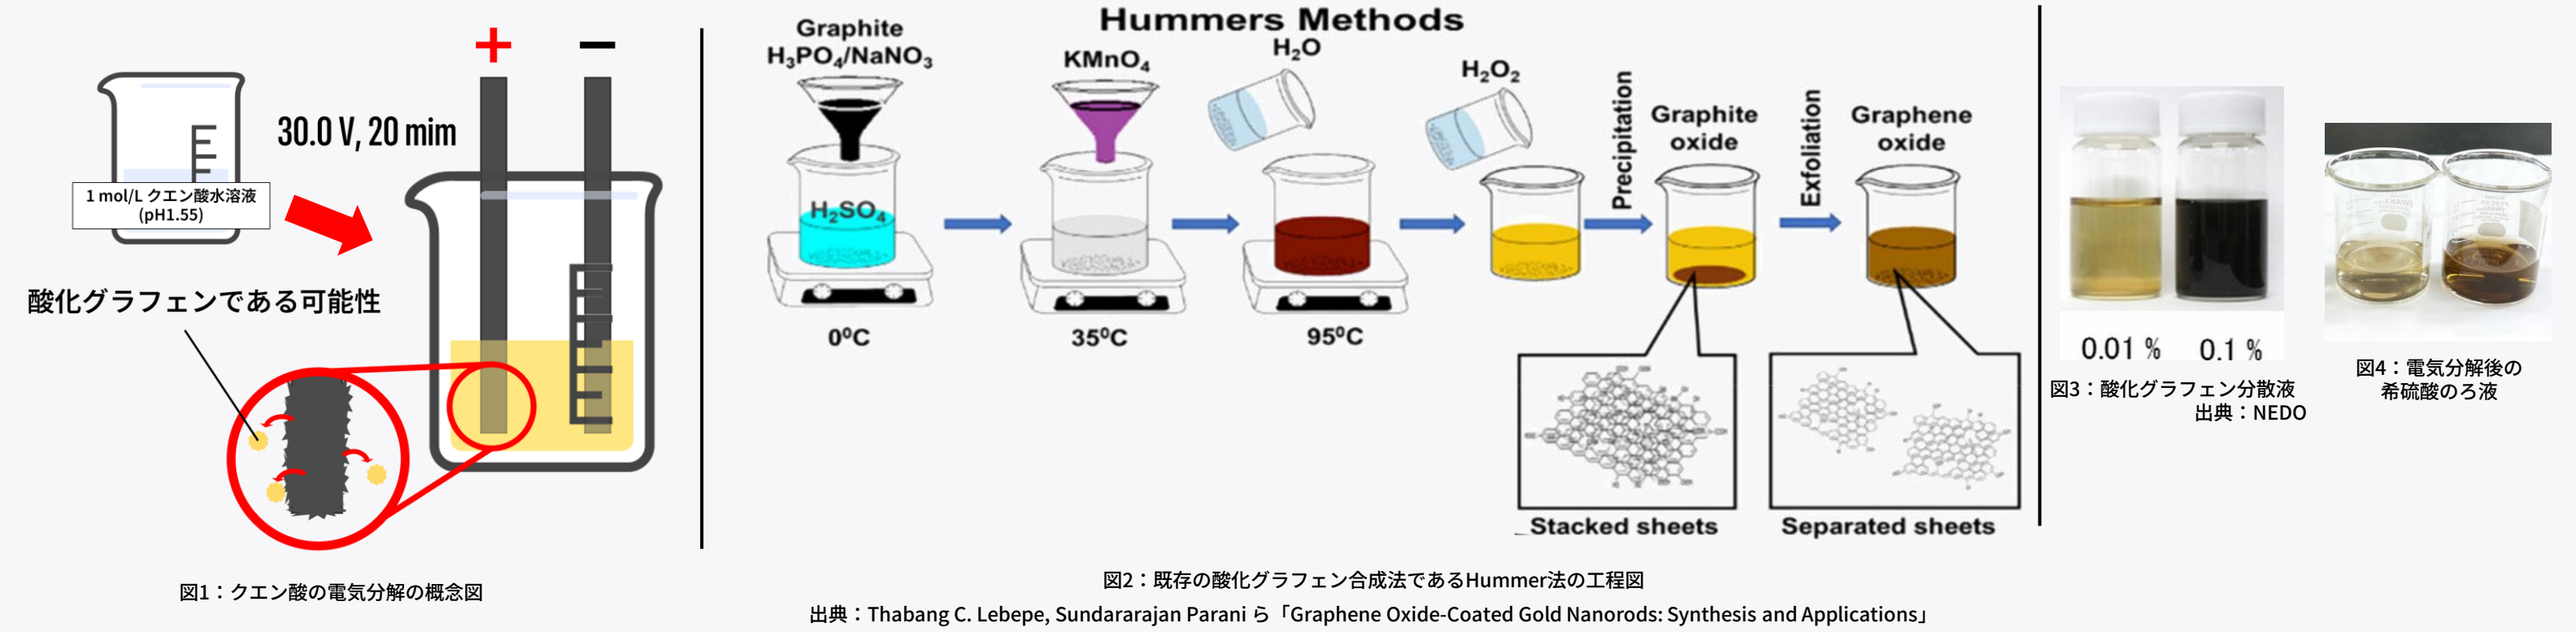 + −
30.0 V, 20 mim
1 mol/L クエン酸水溶液
(pH1.55)
酸化グラフェンである可能性
図1：クエン酸の電気分解の概念図
Hummers Methods
Graphite
H₃PO₄/NaNO₃
H₂SO₄
0⁰C
KMnO₄
35⁰C
H₂O
95⁰C
H₂O₂
Precipitation
Graphite
oxide
Exfoliation
Graphene
oxide
Stacked sheets
Separated sheets
図2：既存の酸化グラフェン合成法であるHummer法の工程図
出典：Thabang C. Lebepe, Sundararajan Parani ら「Graphene Oxide-Coated Gold Nanorods: Synthesis and Applications」
0.01 % 0.1 %
図3：酸化グラフェン分散液
出典：NEDO
図4：電気分解後の
希硫酸のろ液